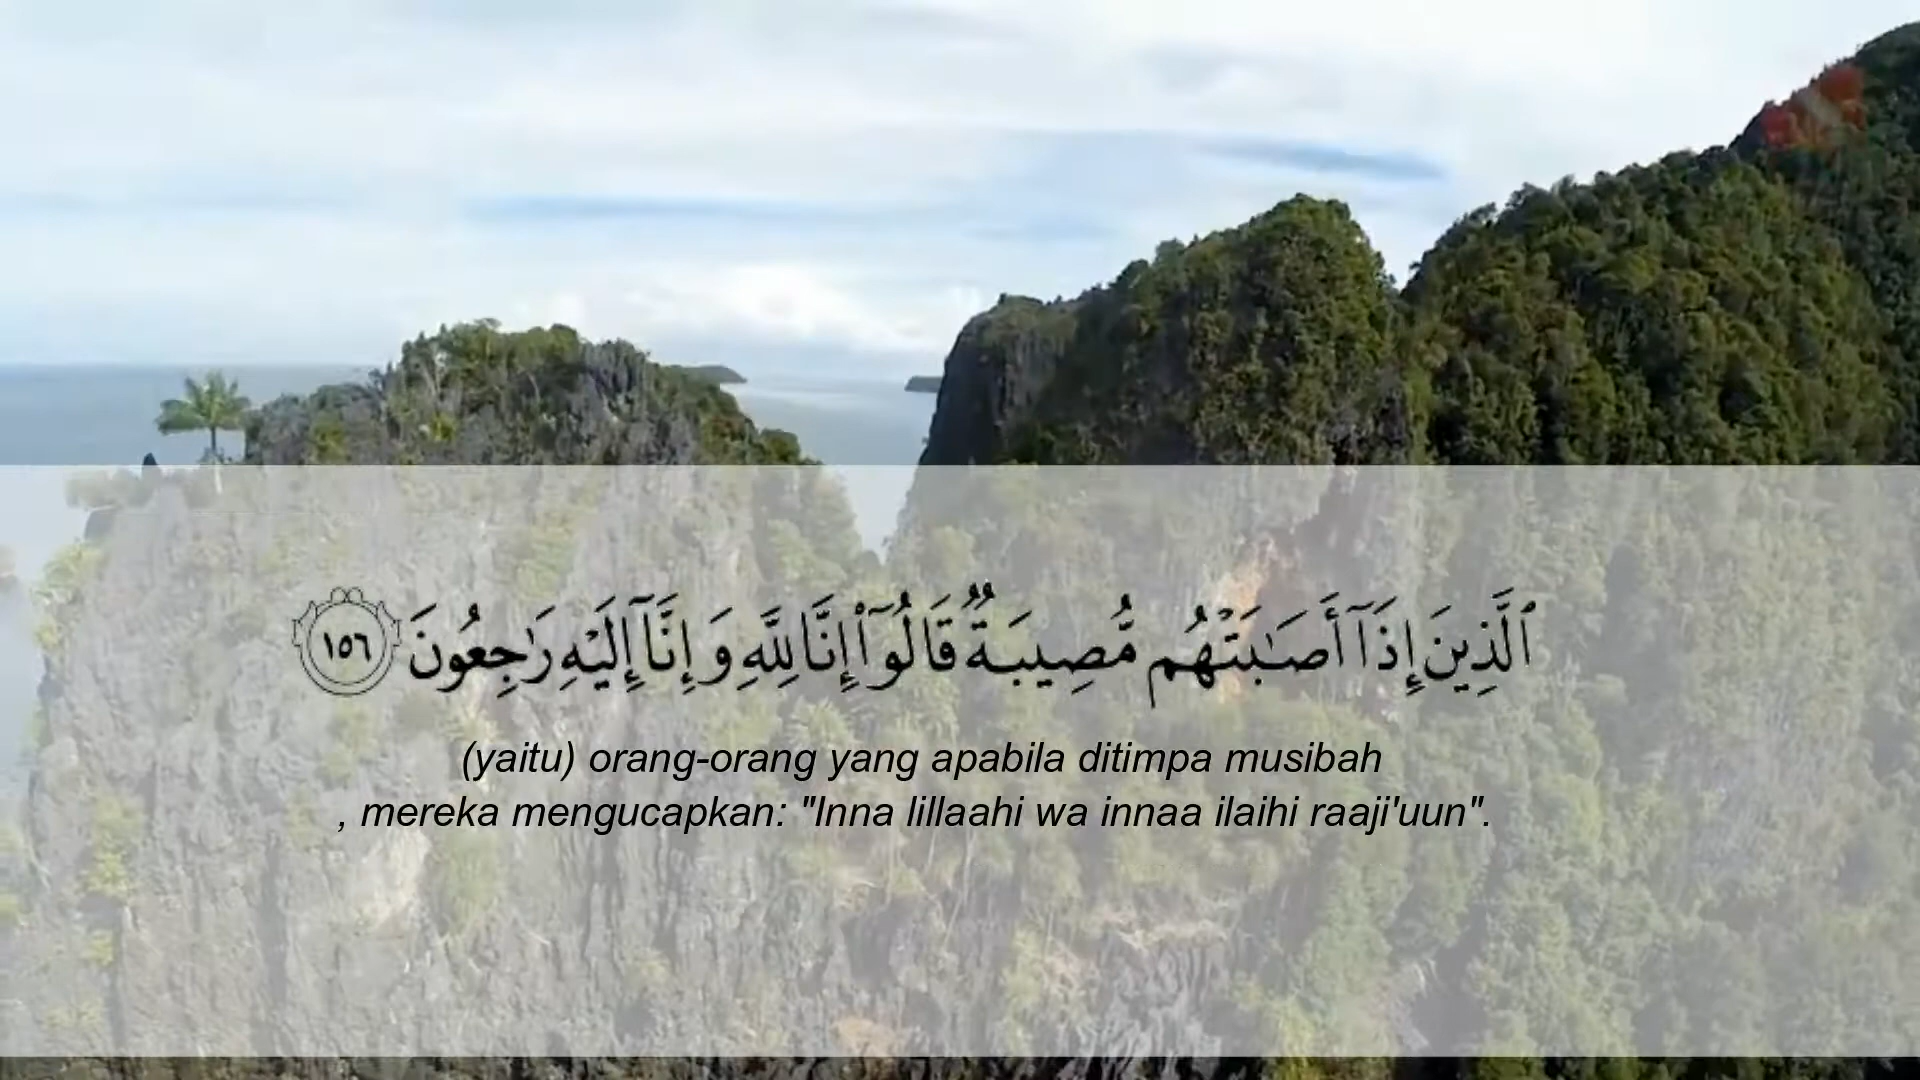 ٱلَّذِينَ إِذَآ أَصَٰبَتْهُم مُّصِيبَةٌ قَالُوٓا۟ إِنَّا لِلَّهِ وَإِنَّآ إِلَيْهِ رَٰجِعُونَ ١٥٦
(yaitu) orang-orang yang apabila ditimpa musibah
, mereka mengucapkan: "Inna lillaahi wa innaa ilaihi raaji'uun".